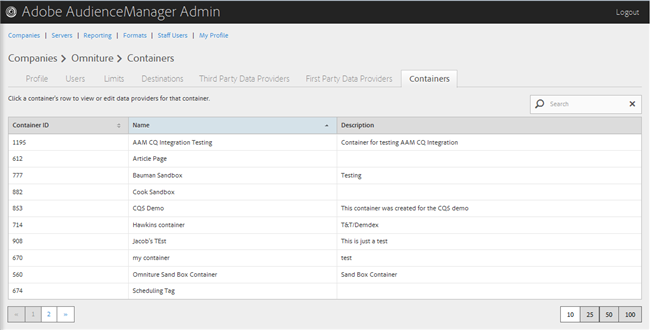 Adobe AudienceManager Admin Logout
Companies | Servers | Reporting | Formats | Staff Users | My Profile
Companies > Omniture > Containers
Profile Users Limits Destinations Third Party Data Providers First Party Data Providers Containers
Click a container's row to view or edit data providers for that container.
Search
Container ID Name Description
1195 AAM CQ Integration Testing Container for testing AAM CQ Integration
612 Article Page
777 Bauman Sandbox Testing
882 Cook Sandbox
853 CQ5 Demo This container was created for the CQ5 demo
714 Hawkins container T&T/Demdex
908 Jacob's TEst This is just a test
670 my container test
560 Omniture Sand Box Container Sand Box Container
674 Scheduling Tag
« 1 2 » 10 25 50 100